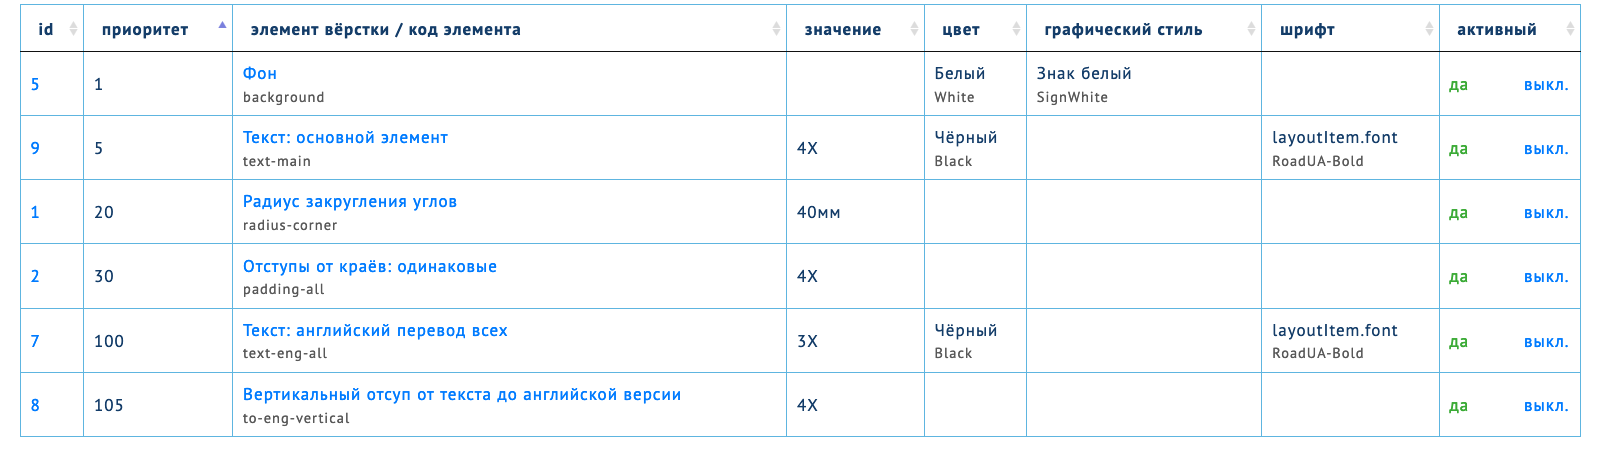 id приоритет элемент вёрстки / код элемента значение цвет графический стиль шрифт активный
5 1 Фон Белый Знак белый да выкл.
background White SignWhite
9 5 Текст: основной элемент 4X Чёрный layoutItem.font да выкл.
text-main Black RoadUA-Bold
1 20 Радиус закругления углов 40мм да выкл.
radius-corner
2 30 Отступы от краёв: одинаковые 4X да выкл.
padding-all
7 100 Текст: английский перевод всех 3X Чёрный layoutItem.font да выкл.
text-eng-all Black RoadUA-Bold
8 105 Вертикальный отсуп от текста до английской версии 4X да выкл.
to-eng-vertical